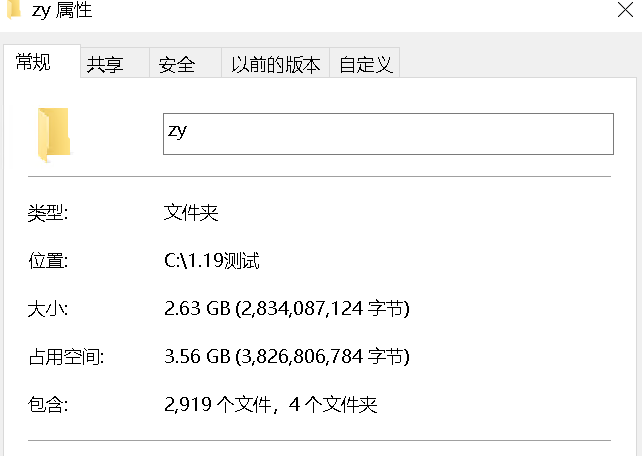 zy 属性
常规 共享 安全 以前的版本 自定义
zy
类型: 文件夹
位置: C:\1.19测试
大小: 2.63 GB (2,834,087,124 字节)
占用空间: 3.56 GB (3,826,806,784 字节)
包含: 2,919 个文件，4 个文件夹